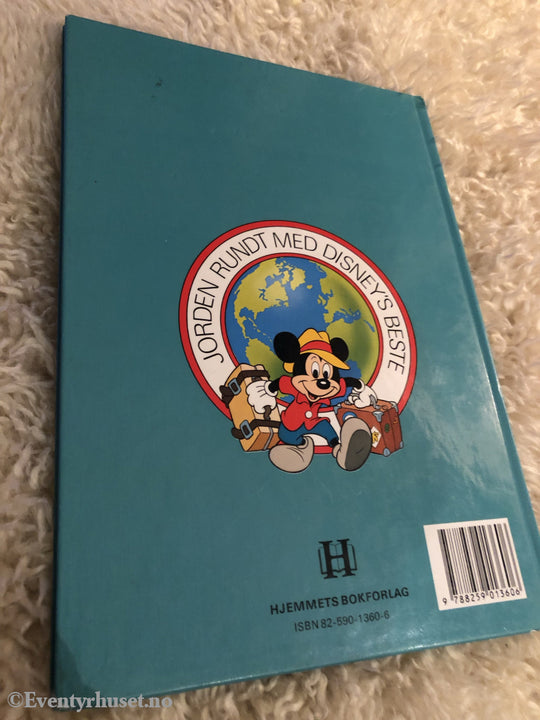 JORDEN RUNDT MED DISNEY'S BESTE
H
HJEMMETS BOKFORLAG
ISBN 82-590-1360-6
9 788259 013606
©Eventyrhuset.no